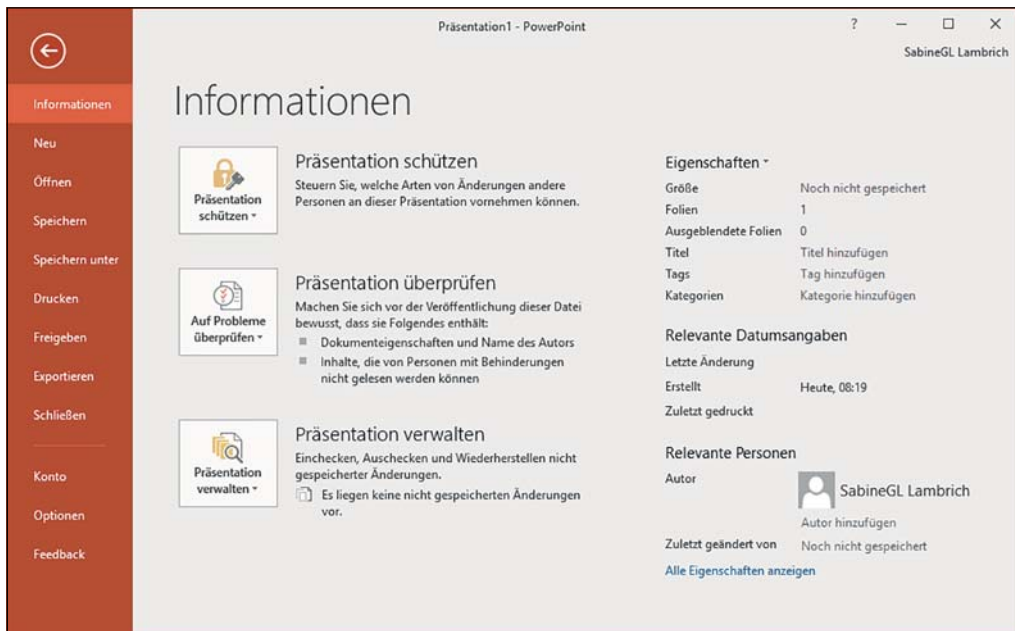 Präsentation1 - PowerPoint
?
SabineGL Lambrich
Informationen
Neu
Öffnen
Speichern
Speichern unter
Drucken
Freigeben
Exportieren
Schließen
Konto
Optionen
Feedback
Informationen
Präsentation
schützen
Präsentation schützen
Steuern Sie, welche Arten von Änderungen andere
Personen an dieser Präsentation vornehmen können.
Auf Probleme
überprüfen
Präsentation überprüfen
Machen Sie sich vor der Veröffentlichung dieser Datei
bewusst, dass sie Folgendes enthält:
Dokumenteigenschaften und Name des Autors
Inhalte, die von Personen mit Behinderungen
nicht gelesen werden können
Präsentation
verwalten
Präsentation verwalten
Einchecken, Auschecken und Wiederherstellen nicht
gespeicherter Änderungen.
Es liegen keine nicht gespeicherten Änderungen
vor.
Eigenschaften
Größe Noch nicht gespeichert
Folien 1
Ausgeblendete Folien 0
Titel Titel hinzufügen
Tags Tag hinzufügen
Kategorien Kategorie hinzufügen
Relevante Datumsangaben
Letzte Änderung
Erstellt Heute, 08:19
Zuletzt gedruckt
Relevante Personen
Autor SabineGL Lambrich
Autor hinzufügen
Zuletzt geändert von Noch nicht gespeichert
Alle Eigenschaften anzeigen